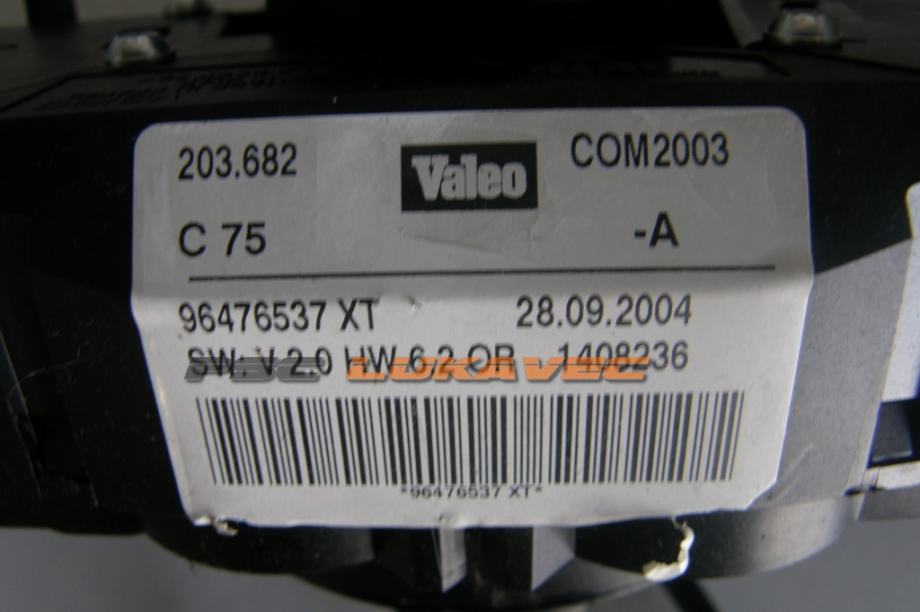 203.682 Valeo COM2003
C 75 -A
96476537 XT 28.09.2004
SW V 2.0 HW 6.2 OR 1408236
LUKAVEC
*96476537 XT*